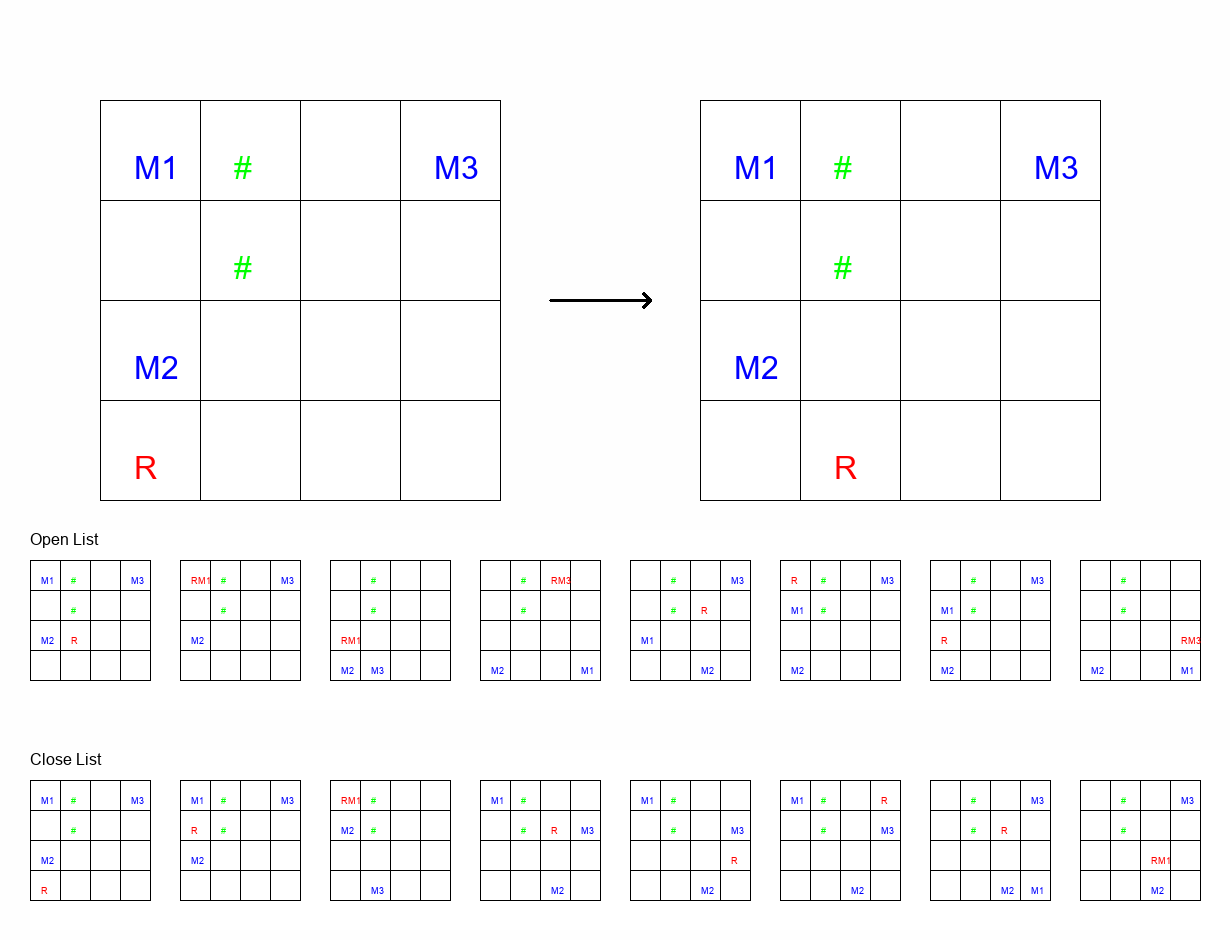 M1 # M3 M1 # M3
# #
M2 M2
R R
Open List
M1 # M3 RM1 # M3 # # RM3 # M3 R # M3 # M3 #
# # # # # R M1 # M1 # #
M2 R M2 RM1 M1 R RM3
M2 M3 M2 M1 M2 M2 M2 M2 M1
Close List
M1 # M3 M1 # M3 RM1 # M1 # M1 # M1 # R # M3 # M3
# R # M2 # # R M3 # M3 # M3 # R #
M2 M2 R RM1
R M3 M2 M2 M2 M2 M1 M2